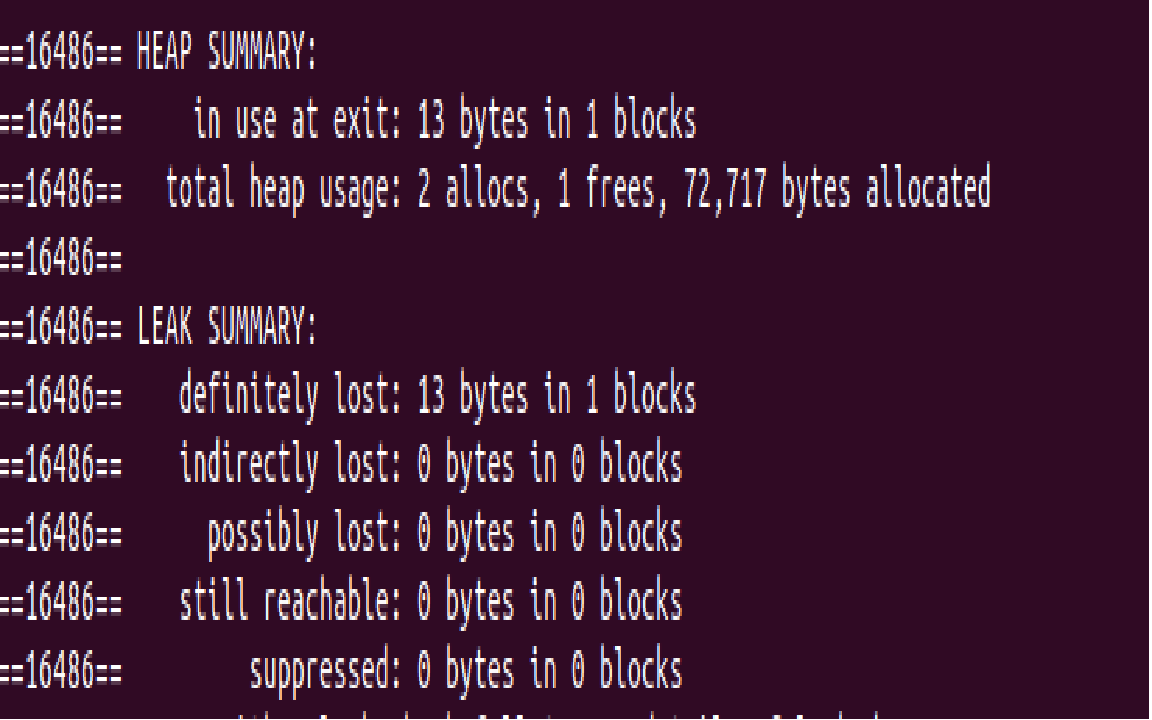 ==16486== HEAP SUMMARY:
==16486==     in use at exit: 13 bytes in 1 blocks
==16486==   total heap usage: 2 allocs, 1 frees, 72,717 bytes allocated
==16486==
==16486== LEAK SUMMARY:
==16486==    definitely lost: 13 bytes in 1 blocks
==16486==    indirectly lost: 0 bytes in 0 blocks
==16486==      possibly lost: 0 bytes in 0 blocks
==16486==    still reachable: 0 bytes in 0 blocks
==16486==         suppressed: 0 bytes in 0 blocks